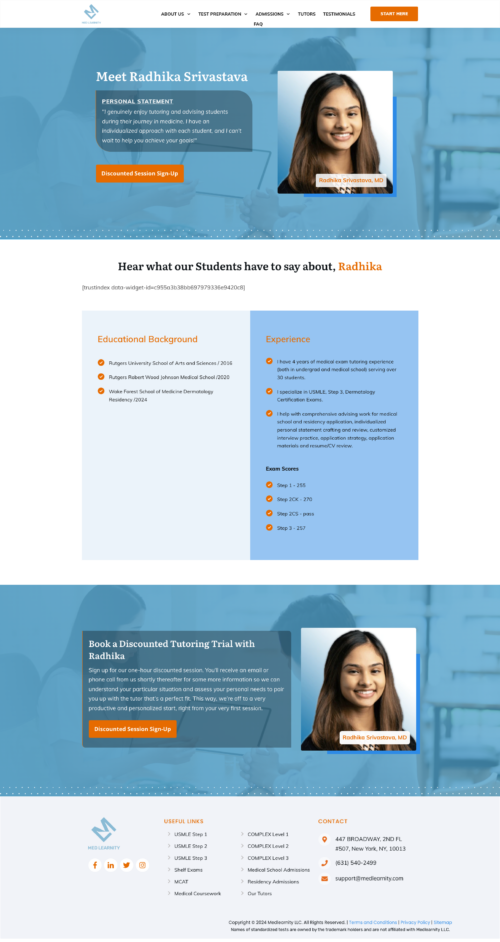 ABOUT US
TEST PREPARATION
ADMISSIONS
TUTORS
TESTIMONIALS
FAQ
START HERE
MED LEARNITY
Meet Radhika Srivastava
PERSONAL STATEMENT
"I genuinely enjoy tutoring and advising students
during their journey in medicine. I have an
individualized approach with each student, and I can't
wait to help you achieve your goals!"
Discounted Session Sign-Up
Radhika Srivastava, MD
Hear what our Students have to say about, Radhika
[trustindex data-widget-id=c955a3b38bb697979336e9420c8]
Educational Background
Rutgers University School of Arts and Sciences / 2016
Rutgers Robert Wood Johnson Medical School /2020
Wake Forest School of Medicine Dermatology
Residency /2024
Experience
I have 4 years of medical exam tutoring experience
(both in undergrad and medical school) serving over
30 students.
I specialize in USMLE, Step 3, Dermatology
Certification Exams.
I help with comprehensive advising work for medical
school and residency application, individualized
personal statement crafting and review, customized
interview practice, application strategy, application
materials and resume/CV review.
Exam Scores
Step 1 - 255
Step 2CK - 270
Step 2CS - pass
Step 3 - 257
Book a Discounted Tutoring Trial with
Radhika
Sign up for our one-hour discounted session. You'll receive an email or
phone call from us shortly thereafter for some more information so we can
understand your particular situation and assess your personal needs to pair
you up with the tutor that's a perfect fit. This way, we're off to a very
productive and personalized start, right from your very first session.
Discounted Session Sign-Up
Radhika Srivastava, MD
MED LEARNITY
USEFUL LINKS
USMLE Step 1
USMLE Step 2
USMLE Step 3
Shelf Exams
MCAT
Medical Coursework
COMPLEX Level 1
COMPLEX Level 2
COMPLEX Level 3
Medical School Admissions
Residency Admissions
Our Tutors
CONTACT
447 BROADWAY, 2ND FL
#507, New York, NY, 10013
(631) 540-2499
support@medlearnity.com
Copyright © 2024 Medlearnity LLC. All Rights Reserved. | Terms and Conditions | Privacy Policy | Sitemap
Names of standardized tests are owned by the trademark holders and are not affiliated with Medlearnity LLC.